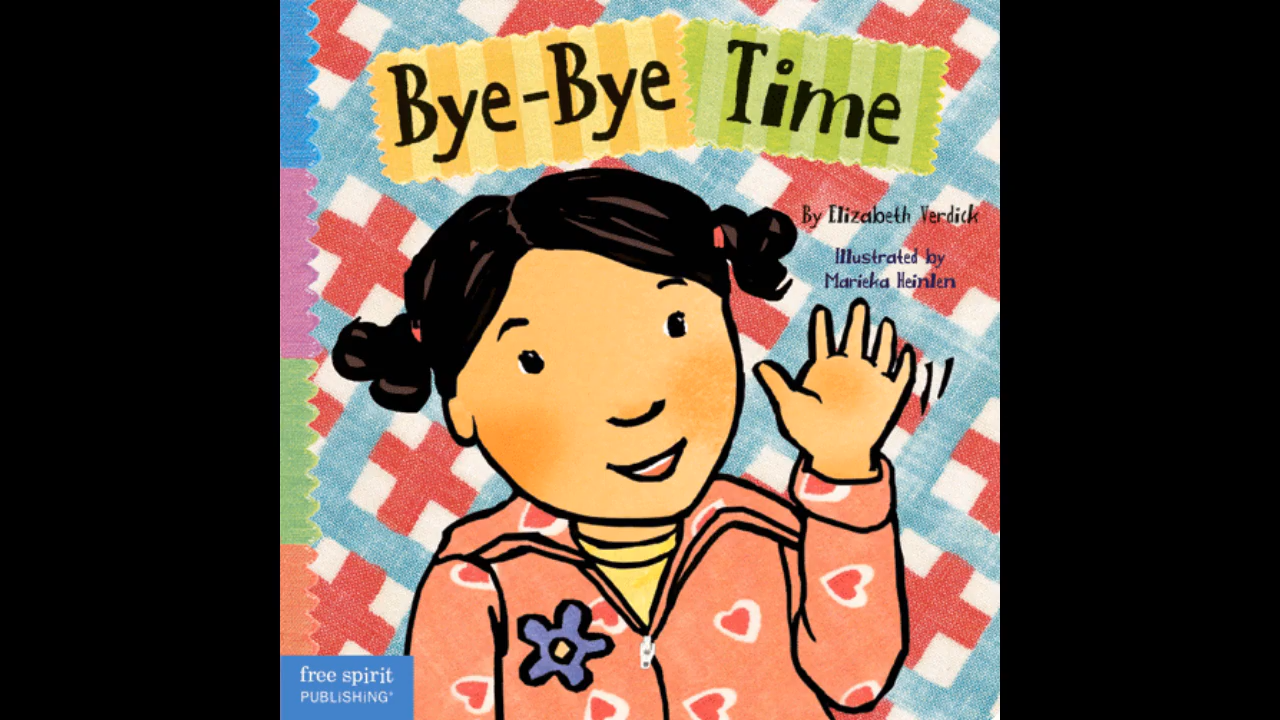 Bye-Bye Time
By Elizabeth Verdick
Illustrated by
Marieka Heinlen
free spirit
PUBLISHING®